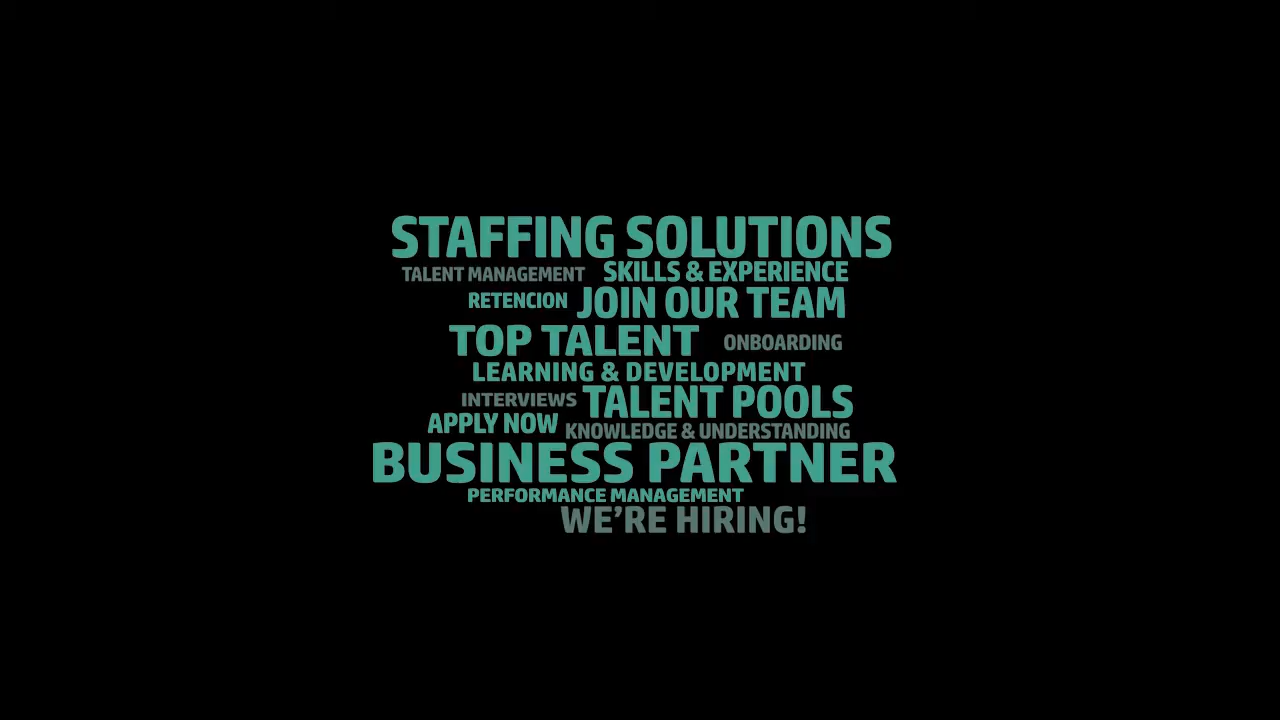 STAFFING SOLUTIONS
TALENT MANAGEMENT SKILLS & EXPERIENCE
RETENCION JOIN OUR TEAM
TOP TALENT ONBOARDING
LEARNING & DEVELOPMENT
INTERVIEWS TALENT POOLS
APPLY NOW KNOWLEDGE & UNDERSTANDING
BUSINESS PARTNER
PERFORMANCE MANAGEMENT
WE’RE HIRING!